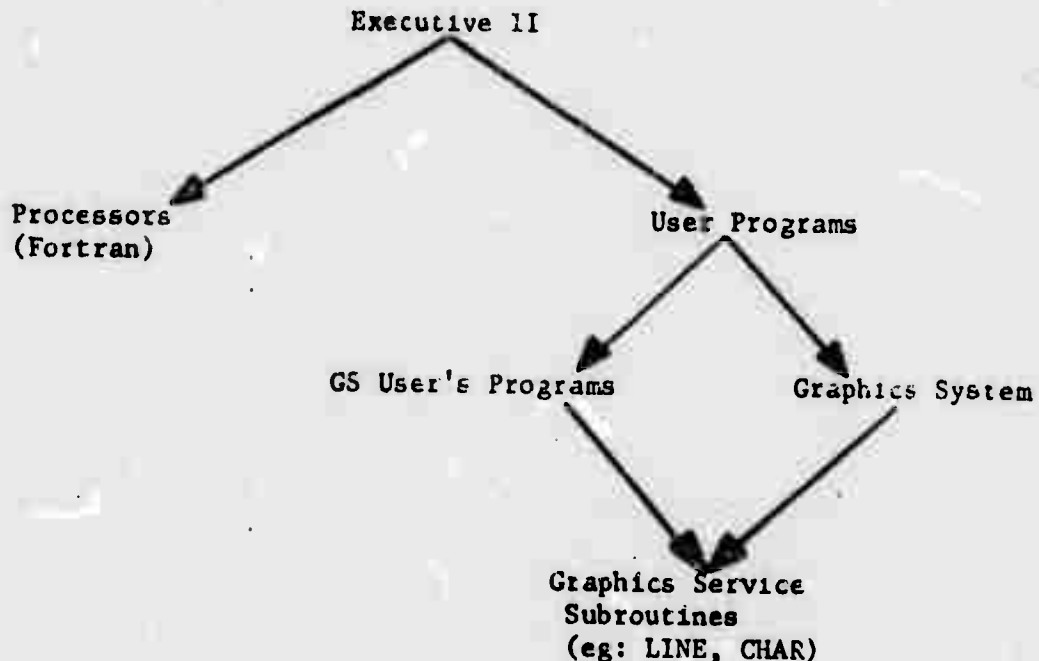 Executive II
Processors
(Fortran)
User Programs
GS User's Programs
Graphics System
Graphics Service
Subroutines
(eg: LINE, CHAR)